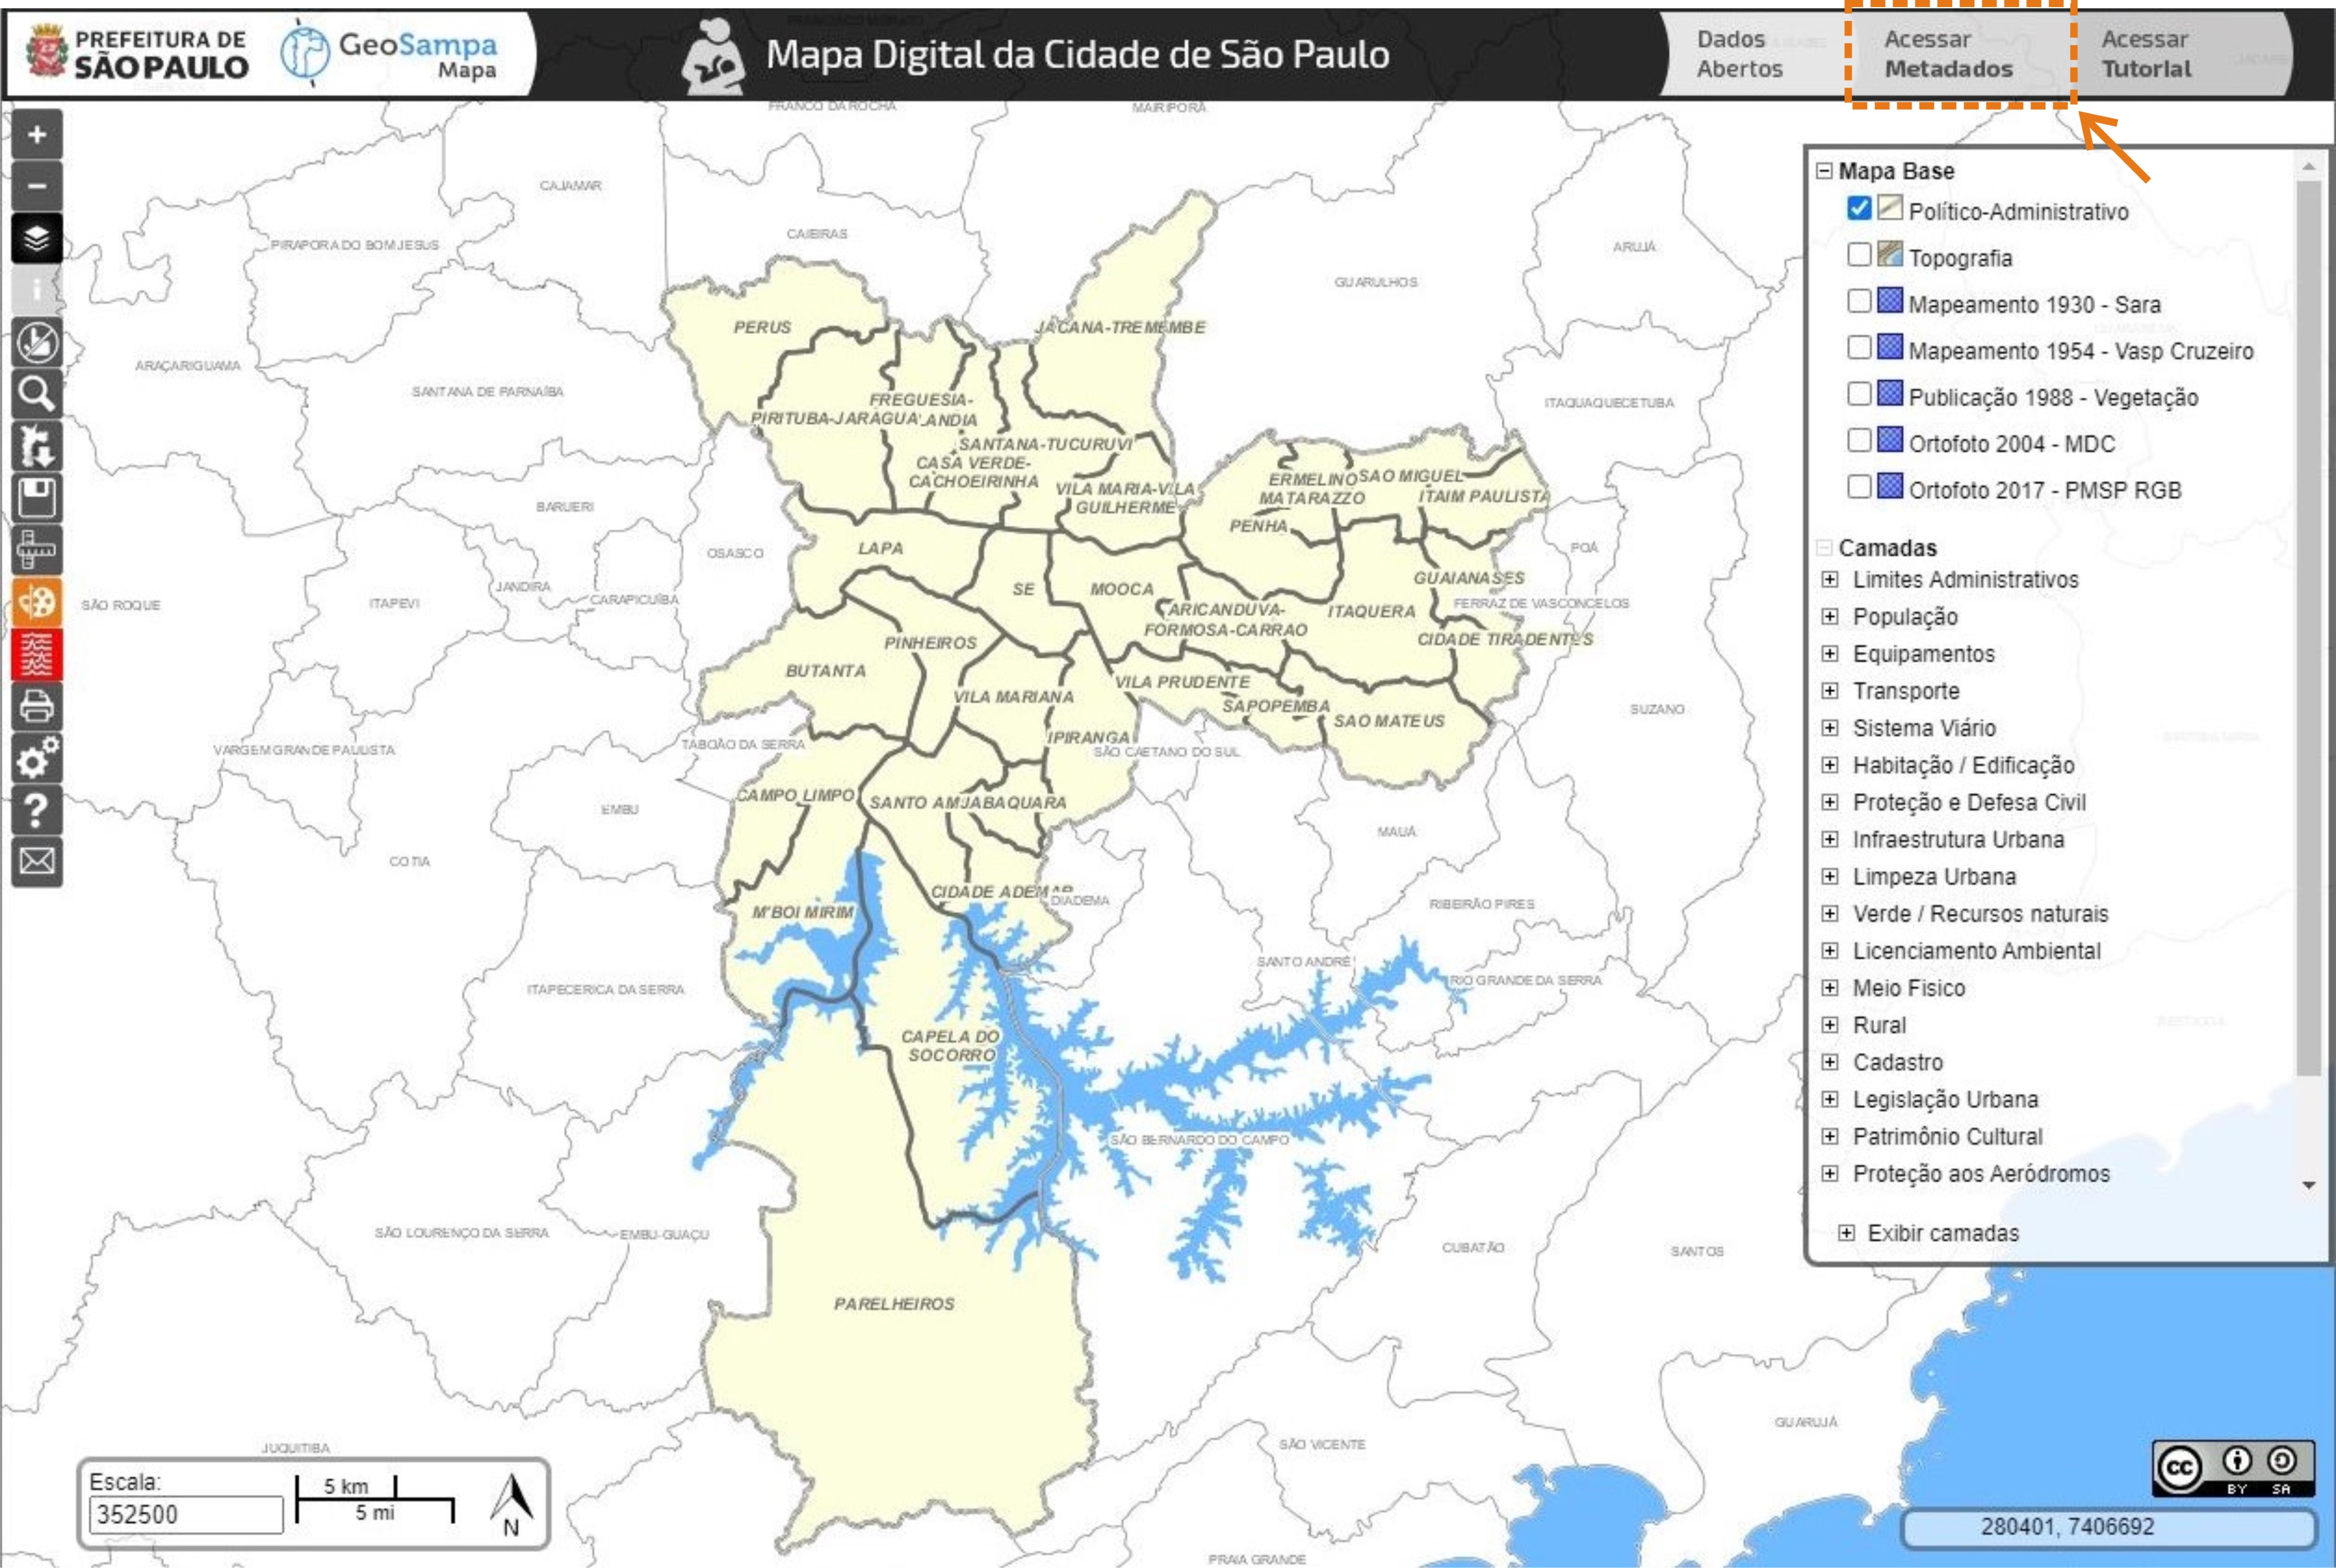 PREFEITURA DE
SÃO PAULO
GeoSampa
Mapa
Mapa Digital da Cidade de São Paulo
Dados
Abertos
Acessar
Metadados
Acessar
Tutorial
FRANCO DA ROCHA
MAIRIPORÃ
CAJAMAR
CAIEIRAS
PIRAPORA DO BOM JESUS
ARUJÁ
GUARULHOS
PERUS
JACANA-TREMEMBE
ARAÇARIGUAMA
SANTANA DE PARNAÍBA
FREGUESIA-
PIRITUBA-JARAGUA
LANDIA
ITAQUAQUECETUBA
SANTANA-TUCURUVI
CASA VERDE-
CACHOEIRINHA
VILA MARIA-VILA
GUILHERME
ERMELINO
MATARAZZO
SAO MIGUEL
ITAIM PAULISTA
BARUERI
PENHA
OSASCO
LAPA
POÁ
JANDIRA
SE
MOOCA
GUAIANASES
SÃO ROQUE
ITAPEVI
CARAPICUÍBA
ARICANDUVA-
FORMOSA-CARRAO
ITAQUERA
FERRAZ DE VASCONCELOS
PINHEIROS
CIDADE TIRADENTES
BUTANTA
VILA PRUDENTE
VILA MARIANA
SAPOPEMBA
SAO MATEUS
SUZANO
VARGEM GRANDE PAULISTA
TABOÃO DA SERRA
IPIRANGA
SÃO CAETANO DO SUL
CAMPO LIMPO
SANTO AM
JABAQUARA
EMBU
MAUÁ
COTIA
CIDADE ADEMAR
DIADEMA
M'BOI MIRIM
RIBEIRÃO PIRES
SANTO ANDRÉ
RIO GRANDE DA SERRA
ITAPECERICA DA SERRA
CAPELA DO
SOCORRO
SÃO BERNARDO DO CAMPO
SÃO LOURENÇO DA SERRA
EMBU-GUAÇU
CUBATÃO
SANTOS
PARELHEIROS
GUARUJÁ
JUQUITIBA
SÃO VICENTE
PRAIA GRANDE
Mapa Base
Político-Administrativo
Topografia
Mapeamento 1930 - Sara
Mapeamento 1954 - Vasp Cruzeiro
Publicação 1988 - Vegetação
Ortofoto 2004 - MDC
Ortofoto 2017 - PMSP RGB
Camadas
Limites Administrativos
População
Equipamentos
Transporte
Sistema Viário
Habitação / Edificação
Proteção e Defesa Civil
Infraestrutura Urbana
Limpeza Urbana
Verde / Recursos naturais
Licenciamento Ambiental
Meio Fisico
Rural
Cadastro
Legislação Urbana
Patrimônio Cultural
Proteção aos Aeródromos
Exibir camadas
Escala:
352500
5 km
5 mi
N
CC
BY SA
280401, 7406692